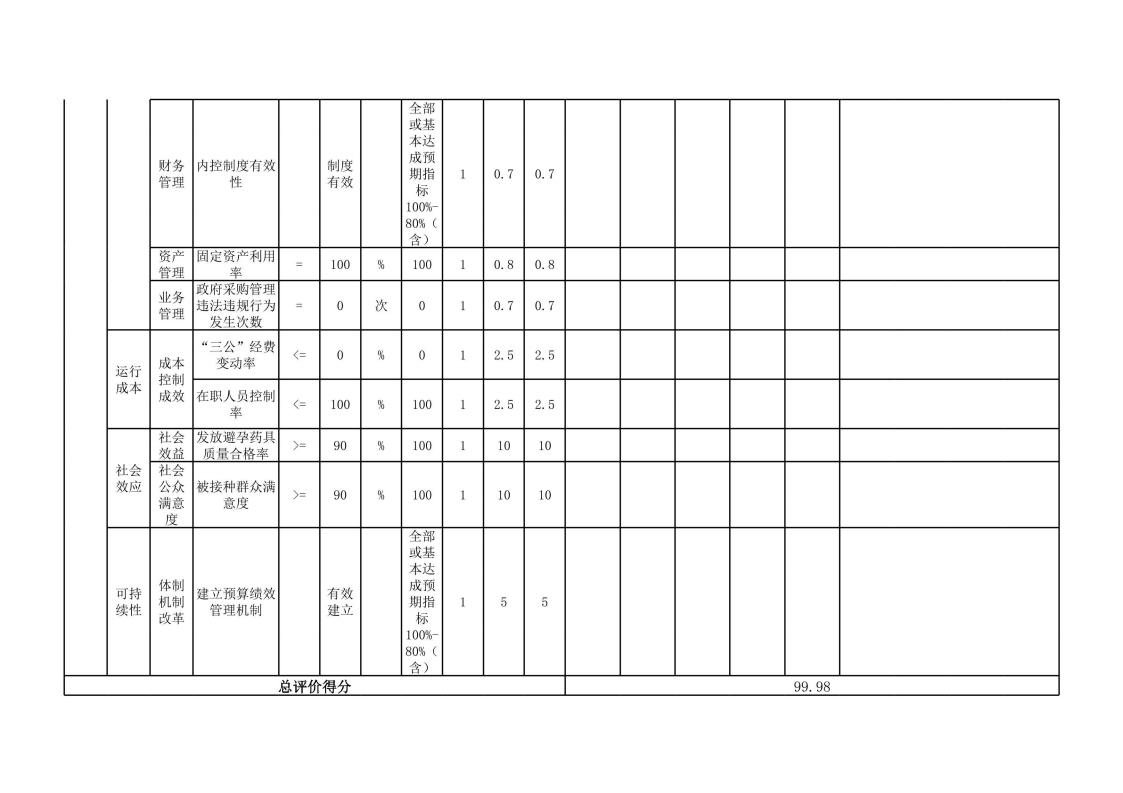 财务管理 内控制度有效性 制度有效 全部或基本达成预期指标100%-80%（含） 1 0.7 0.7
资产管理 固定资产利用率 = 100 % 100 1 0.8 0.8
业务管理 政府采购管理违法违规行为发生次数 = 0 次 0 1 0.7 0.7
运行成本 成本控制成效 “三公”经费变动率 <= 0 % 0 1 2.5 2.5
在职人员控制率 <= 100 % 100 1 2.5 2.5
社会效应 社会效益 发放避孕药具质量合格率 >= 90 % 100 1 10 10
社会公众满意度 被接种群众满意度 >= 90 % 100 1 10 10
可持续性 体制机制改革 建立预算绩效管理机制 有效建立 全部或基本达成预期指标100%-80%（含） 1 5 5
总评价得分 99.98